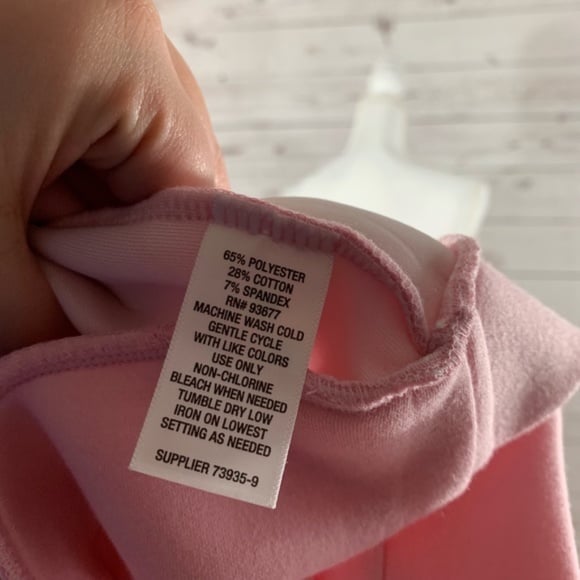 65% POLYESTER
28% COTTON
7% SPANDEX
RN# 93677
MACHINE WASH COLD
GENTLE CYCLE
WITH LIKE COLORS
USE ONLY
NON-CHLORINE
BLEACH WHEN NEEDED
TUMBLE DRY LOW
IRON ON LOWEST
SETTING AS NEEDED
SUPPLIER 73935-9